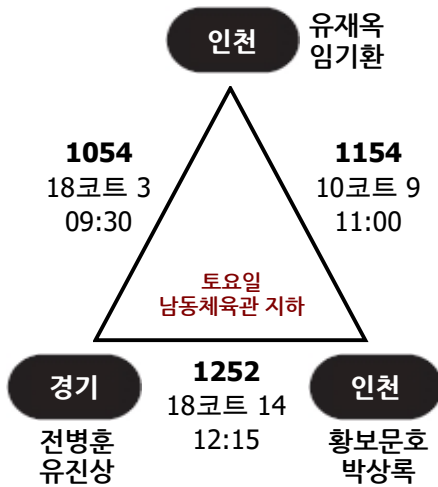 인천
유재옥
임기환
1054
18코트 3
09:30
1154
10코트 9
11:00
토요일
남동체육관 지하
경기
전병훈
유진상
1252
18코트 14
12:15
인천
황보문호
박상록